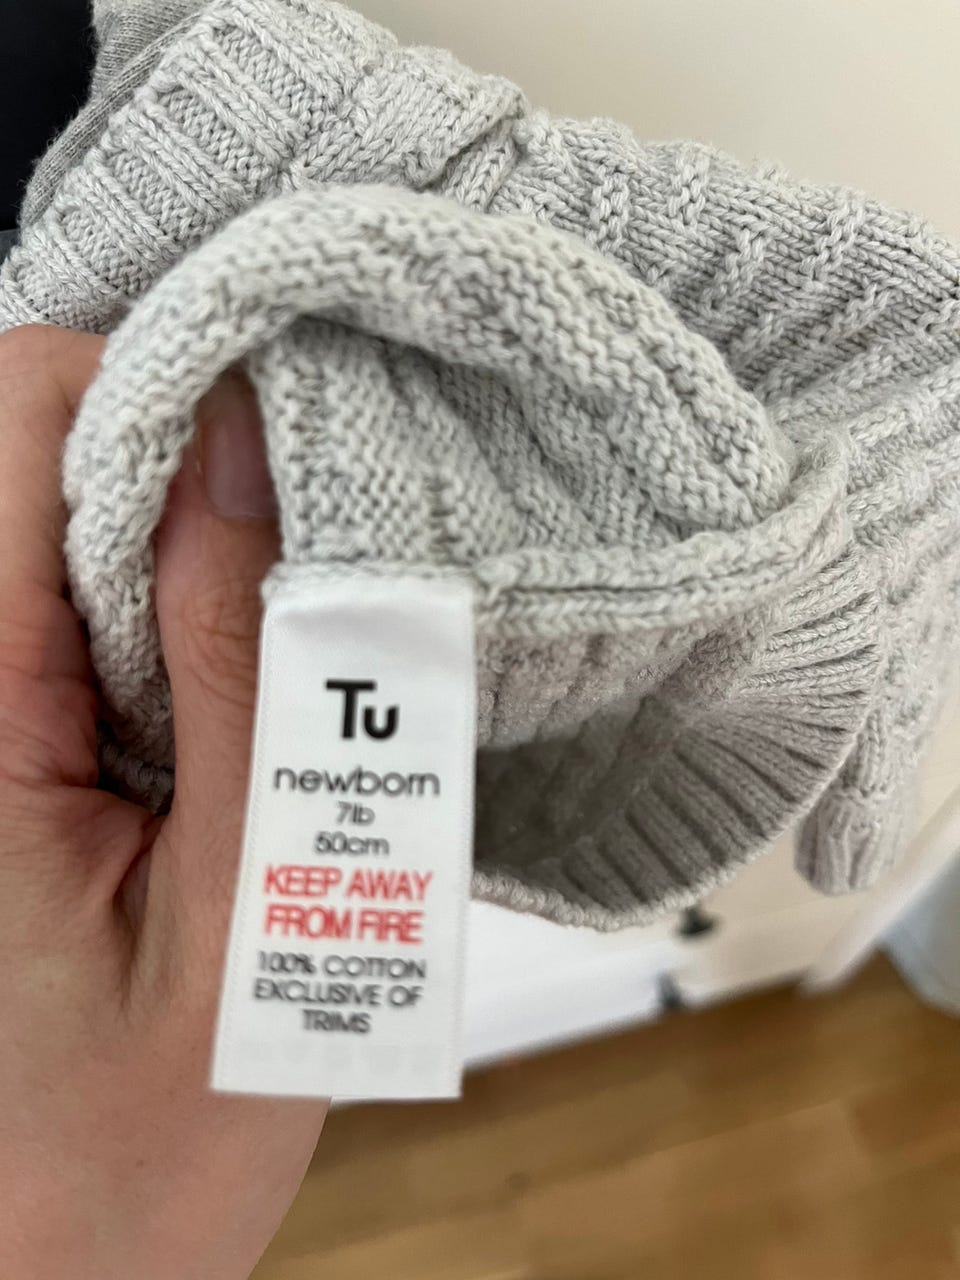 Tu
newborn
7lb
50cm
KEEP AWAY
FROM FIRE
100% COTTON
EXCLUSIVE OF
TRIMS